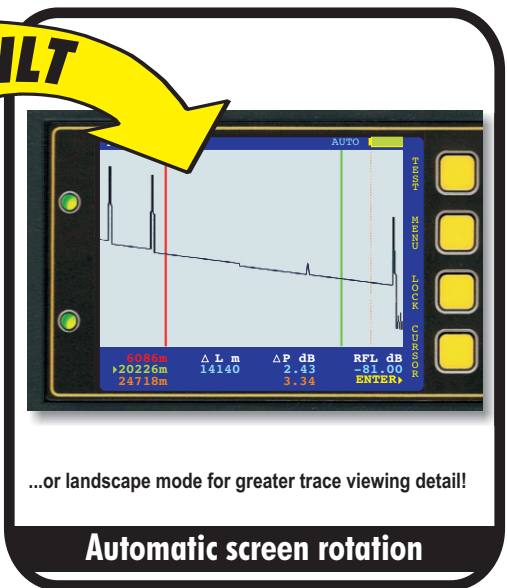 ILT
AUTO
TEST
MENU
LOCK
CURSOR
6086m Δ L m ΔP dB RFL dB
▸20226m 14140 2.43 -81.00
24718m 3.34 ENTER▸
...or landscape mode for greater trace viewing detail!
Automatic screen rotation